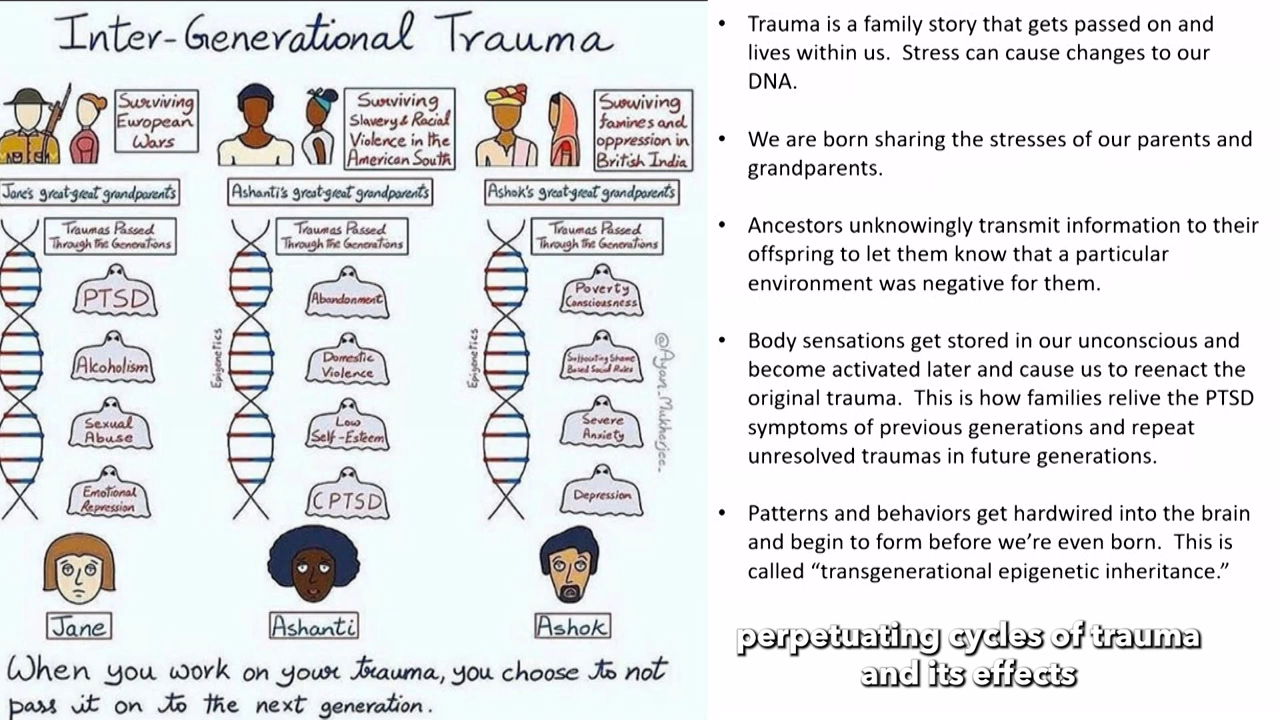 Inter-Generational Trauma
Surviving
European
Wars
Surviving
Slavery & Racial
Violence in the
American South
Surviving
famines and
oppression in
British India
Jane's great-great grandparents
Ashanti's great-great grandparents
Ashok's great-great grandparents
Traumas Passed
Through the Generations
Traumas Passed
Through the Generations
Traumas Passed
Through the Generations
PTSD
Alcoholism
Sexual
Abuse
Emotional
Repression
Epigenetics
Abandonment
Domestic
Violence
Low
Self-Esteem
CPTSD
Epigenetics
Poverty
Consciousness
Shame
Based Social Rules
Severe
Anxiety
Depression
@Ayan_Mukherjee_
Jane
Ashanti
Ashok
When you work on your trauma, you choose to not
pass it on to the next generation.
• Trauma is a family story that gets passed on and
lives within us. Stress can cause changes to our
DNA.
• We are born sharing the stresses of our parents and
grandparents.
• Ancestors unknowingly transmit information to their
offspring to let them know that a particular
environment was negative for them.
• Body sensations get stored in our unconscious and
become activated later and cause us to reenact the
original trauma. This is how families relive the PTSD
symptoms of previous generations and repeat
unresolved traumas in future generations.
• Patterns and behaviors get hardwired into the brain
and begin to form before we're even born. This is
called “transgenerational epigenetic inheritance.”
perpetuating cycles of trauma
and its effects